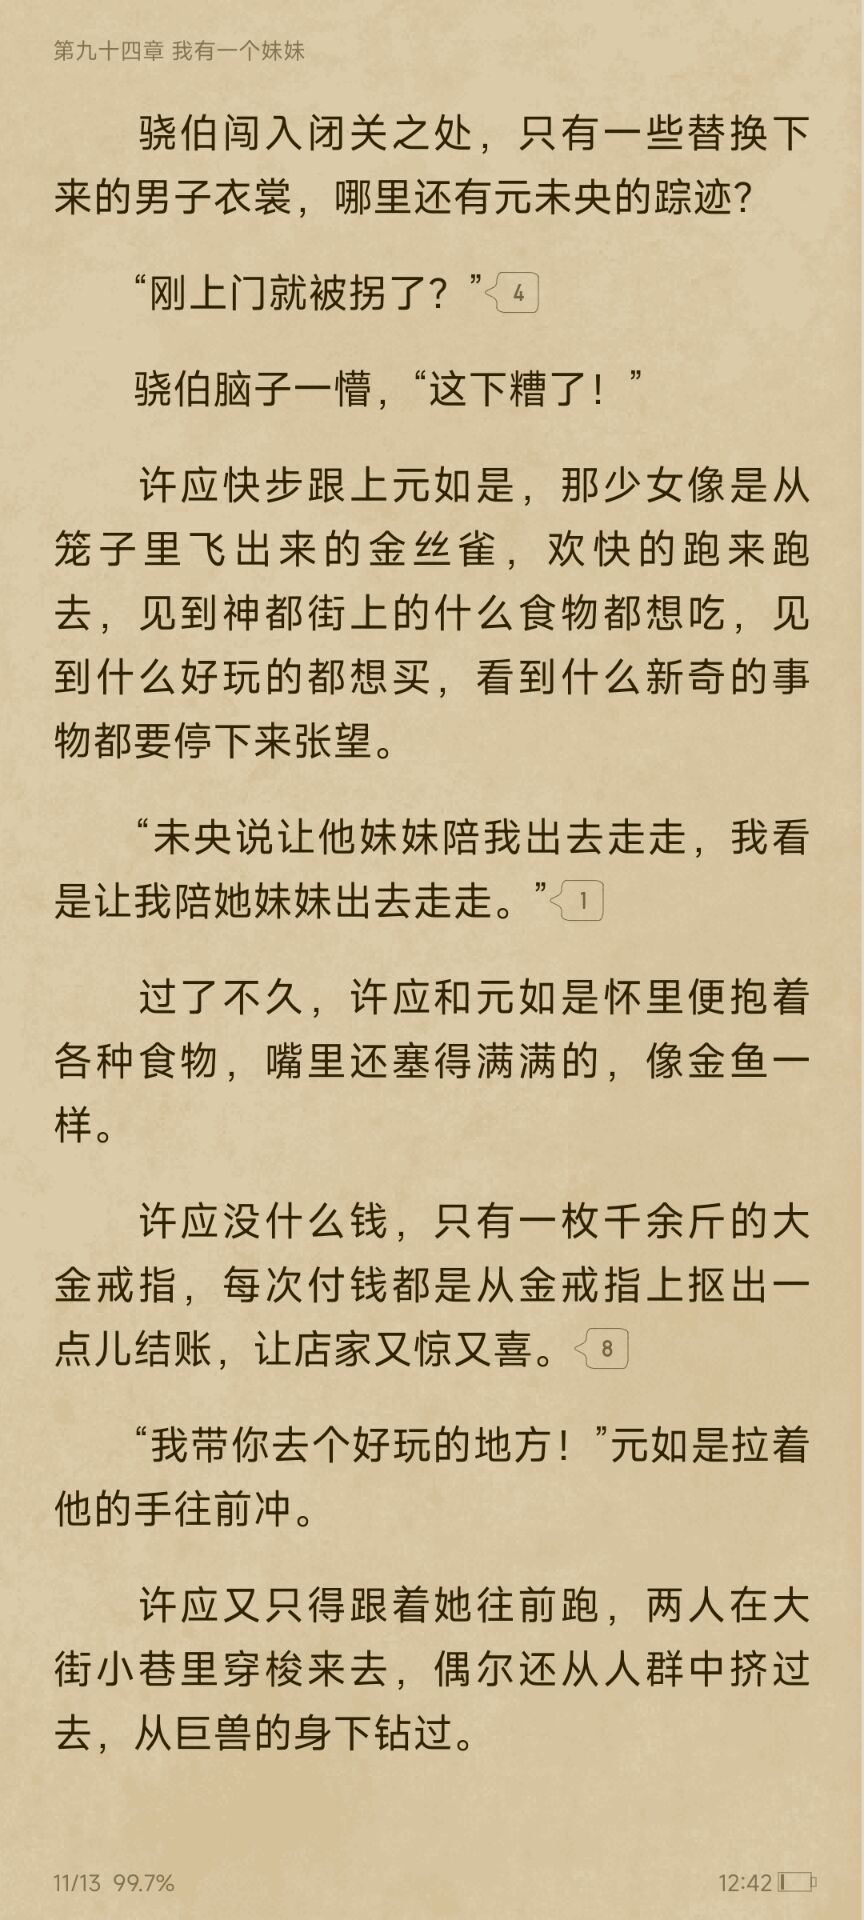 第九十四章 我有一个妹妹
骁伯闯入闭关之处，只有一些替换下
来的男子衣裳，哪里还有元未央的踪迹？
“刚上门就被拐了？”4
骁伯脑子一懵，“这下糟了！”
许应快步跟上元如是，那少女像是从
笼子里飞出来的金丝雀，欢快的跑来跑
去，见到神都街上的什么食物都想吃，见
到什么好玩的都想买，看到什么新奇的事
物都要停下来张望。
“未央说让他妹妹陪我出去走走，我看
是让我陪她妹妹出去走走。”1
过了不久，许应和元如是怀里便抱着
各种食物，嘴里还塞得满满的，像金鱼一
样。
许应没什么钱，只有一枚千余斤的大
金戒指，每次付钱都是从金戒指上抠出一
点儿结账，让店家又惊又喜。8
“我带你去个好玩的地方！”元如是拉着
他的手往前冲。
许应又只得跟着她往前跑，两人在大
街小巷里穿梭来去，偶尔还从人群中挤过
去，从巨兽的身下钻过。
11/13 99.7%
12:42